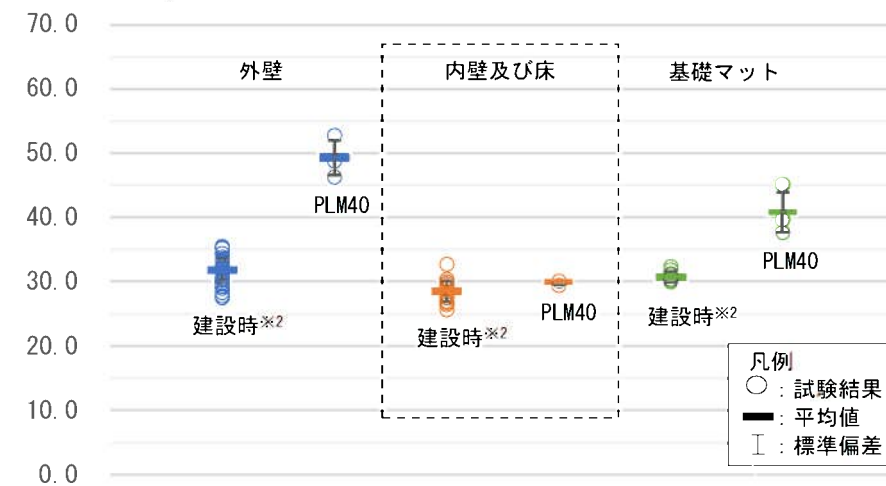 70.0
60.0
50.0
40.0
30.0
20.0
10.0
0.0
外壁
内壁及び床
基礎マット
PLM40
PLM40
PLM40
建設時※2
建設時※2
建設時※2
凡例
○：試験結果
：平均値
：標準偏差